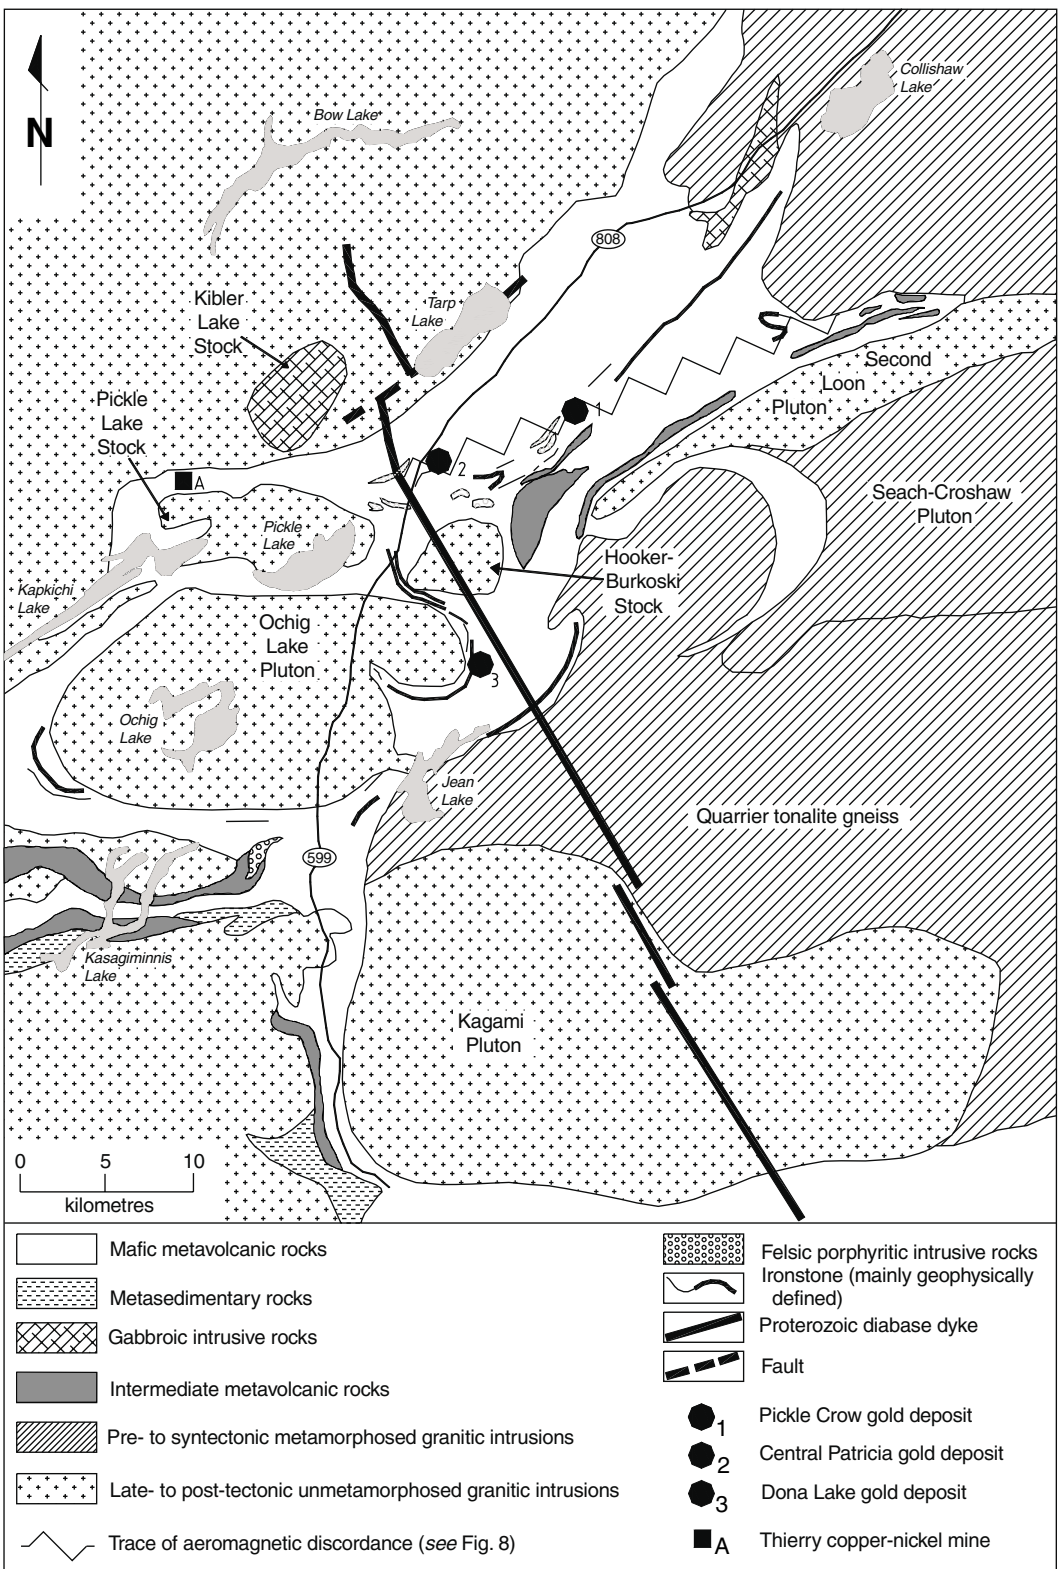 Collishaw
Lake
Bow Lake
N
808
Kibler
Lake
Stock
Tarp
Lake
Second
Loon
Pluton
Pickle
Lake
Stock
1
2
A
Seach-Croshaw
Pluton
Pickle
Lake
Hooker-
Burkoski
Stock
Kapkichi
Lake
Ochig
Lake
Pluton
3
Ochig
Lake
Jean
Lake
Quarrier tonalite gneiss
599
Kasagiminnis
Lake
Kagami
Pluton
0 5 10
kilometres
Mafic metavolcanic rocks
Metasedimentary rocks
Gabbroic intrusive rocks
Intermediate metavolcanic rocks
Pre- to syntectonic metamorphosed granitic intrusions
Late- to post-tectonic unmetamorphosed granitic intrusions
Trace of aeromagnetic discordance (see Fig. 8)
Felsic porphyritic intrusive rocks
Ironstone (mainly geophysically
defined)
Proterozoic diabase dyke
Fault
1 Pickle Crow gold deposit
2 Central Patricia gold deposit
3 Dona Lake gold deposit
A Thierry copper-nickel mine